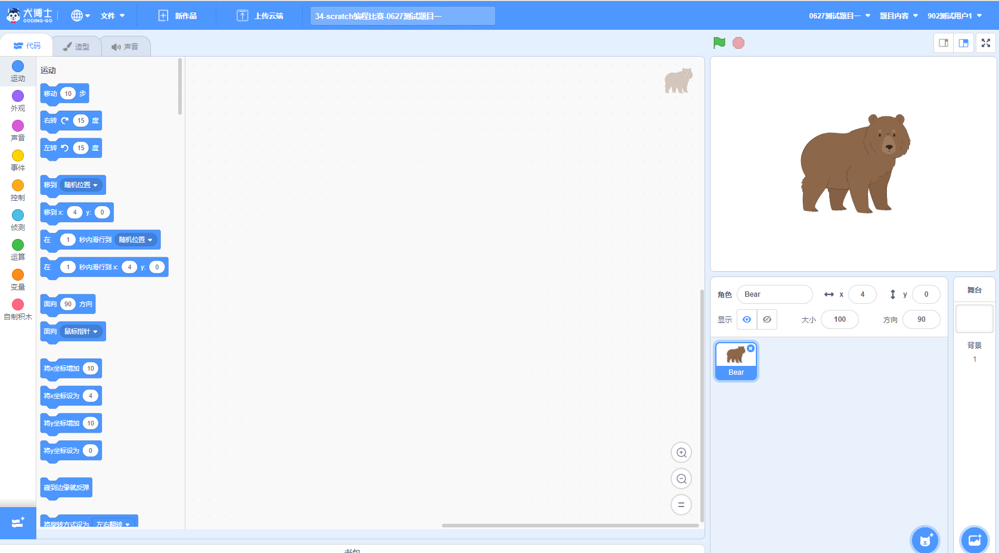 犬博士
CODING-GO
文件
新作品
上传云端
34-scratch编程比赛-0627测试题目一
0627测试题目一
题目内容
902测试用户1
代码
造型
声音
运动
外观
声音
事件
控制
侦测
运算
变量
自制积木
运动
移动 10 步
右转 15 度
左转 15 度
移到 随机位置
移到 x: 4 y: 0
在 1 秒内滑行到 随机位置
在 1 秒内滑行到 x: 4 y: 0
面向 90 方向
面向 鼠标指针
将x坐标增加 10
将x坐标设为 4
将y坐标增加 10
将y坐标设为 0
碰到边缘就反弹
将旋转方式设为 左右翻转
角色 Bear x 4 y 0
显示 大小 100 方向 90
Bear
舞台
背景
1
书包